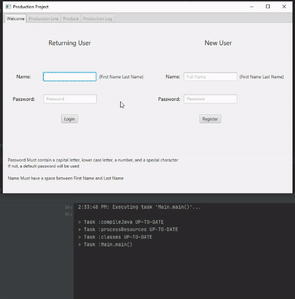 Production Project
Welcome Production Line Produce Production Log
Returning User
New User
Name: (First Name Last Name)
Name: Full Name (First Name Last Name)
Password: Password
Password: Password
Login
Register
Password Must contain a capital letter, lower case letter, a number, and a special character
If not, a default password will be used
Name Must have a space between First Name and Last Name
2:33:48 PM: Executing task 'Main.main()'...
> Task :compileJava UP-TO-DATE
> Task :processResources UP-TO-DATE
> Task :classes UP-TO-DATE
> Task :Main.main()